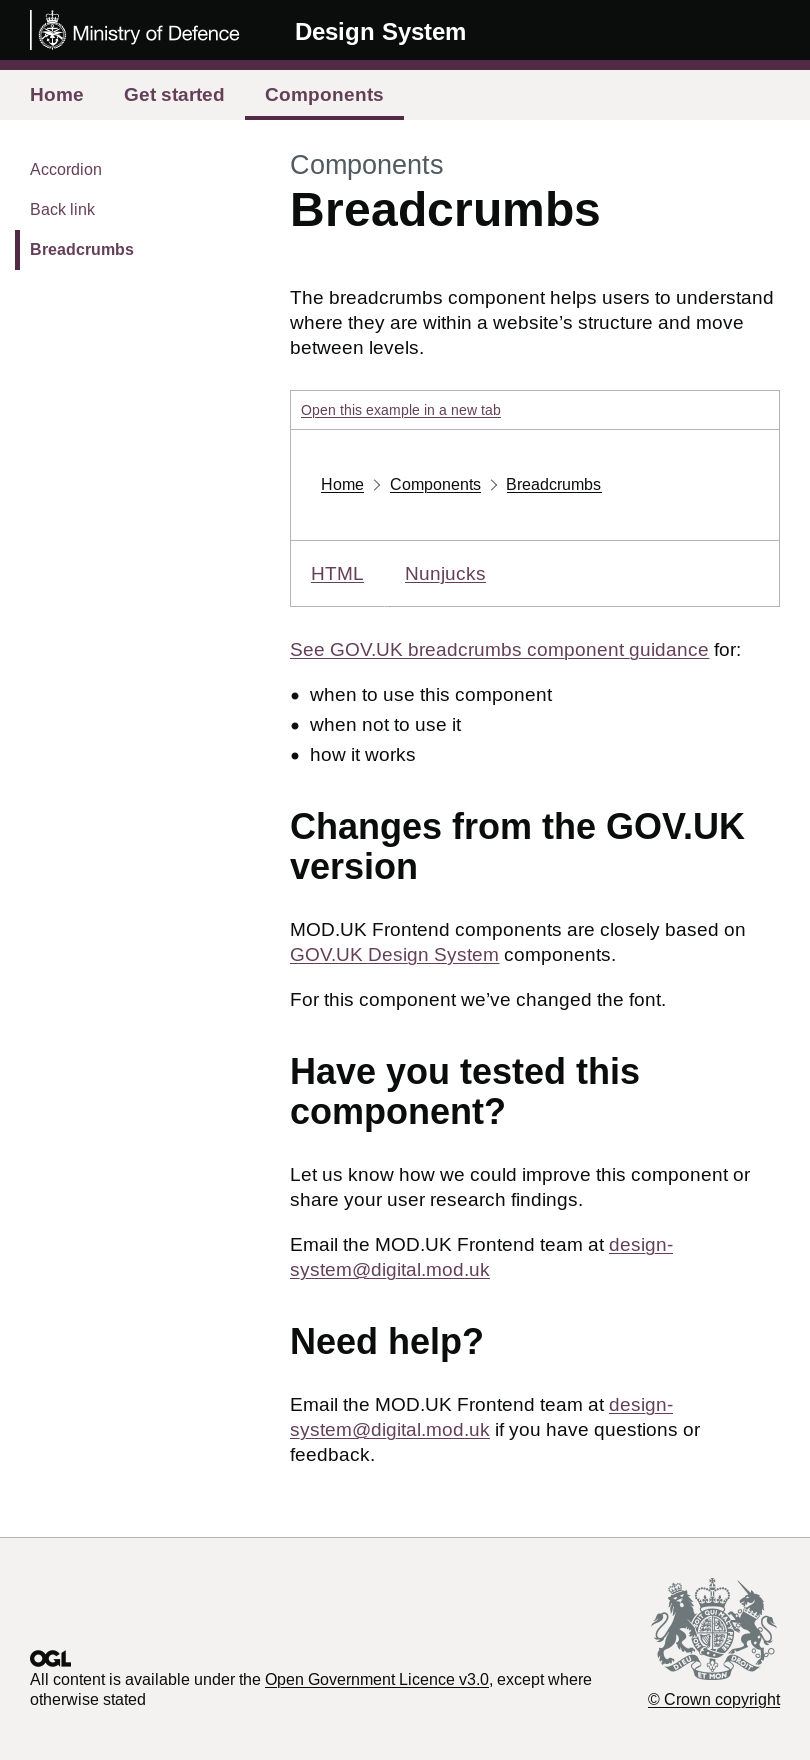 Ministry of Defence
Design System
Home
Get started
Components
Accordion
Back link
Breadcrumbs
Components
Breadcrumbs
The breadcrumbs component helps users to understand
where they are within a website’s structure and move
between levels.
Open this example in a new tab
Home
Components
Breadcrumbs
HTML
Nunjucks
See GOV.UK breadcrumbs component guidance for:
when to use this component
when not to use it
how it works
Changes from the GOV.UK
version
MOD.UK Frontend components are closely based on
GOV.UK Design System components.
For this component we’ve changed the font.
Have you tested this
component?
Let us know how we could improve this component or
share your user research findings.
Email the MOD.UK Frontend team at design-
system@digital.mod.uk
Need help?
Email the MOD.UK Frontend team at design-
system@digital.mod.uk if you have questions or
feedback.
OGL
All content is available under the Open Government Licence v3.0, except where
otherwise stated
© Crown copyright